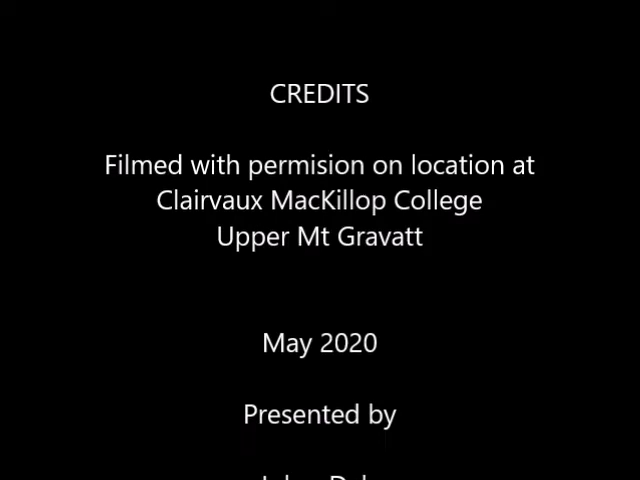 CREDITS
Filmed with permision on location at
Clairvaux MacKillop College
Upper Mt Gravatt
May 2020
Presented by